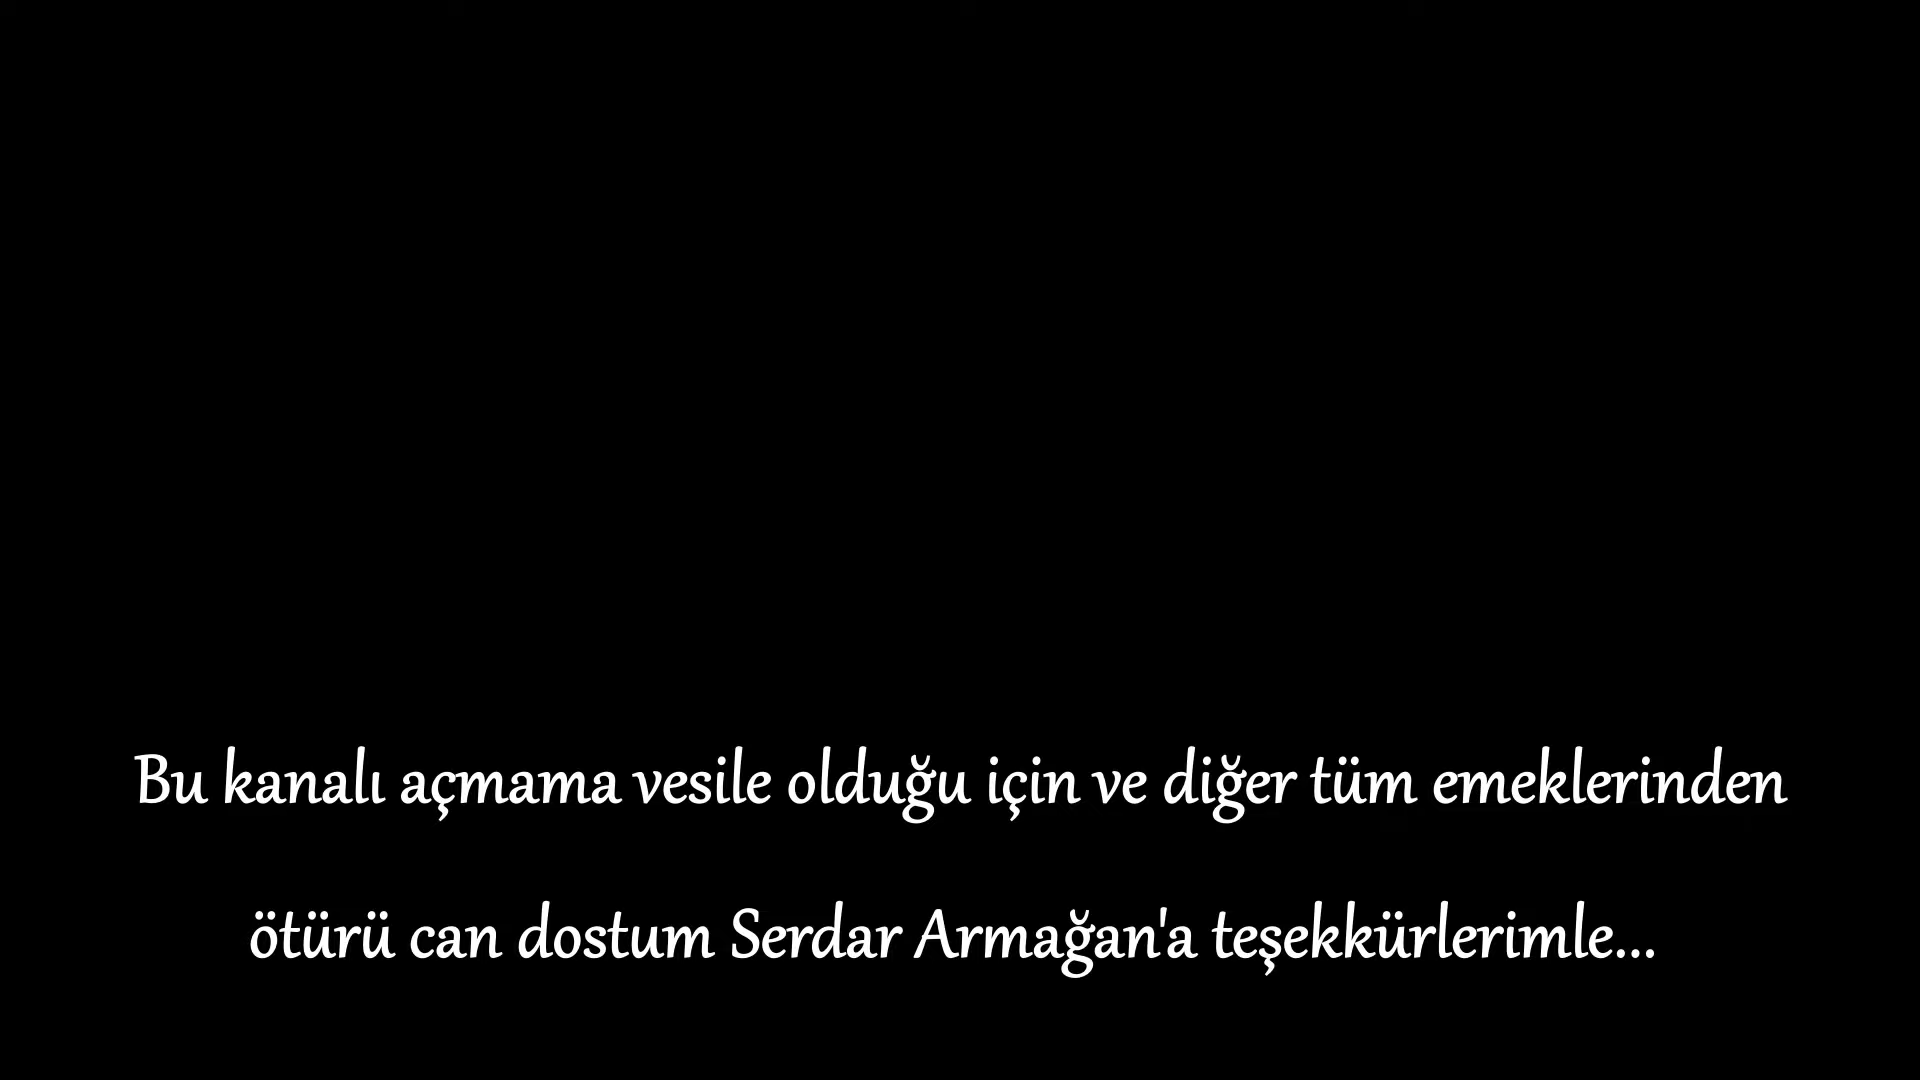 Bu kanalı açmama vesile olduğu için ve diğer tüm emeklerinden
ötürü can dostum Serdar Armağan'a teşekkürlerimle...